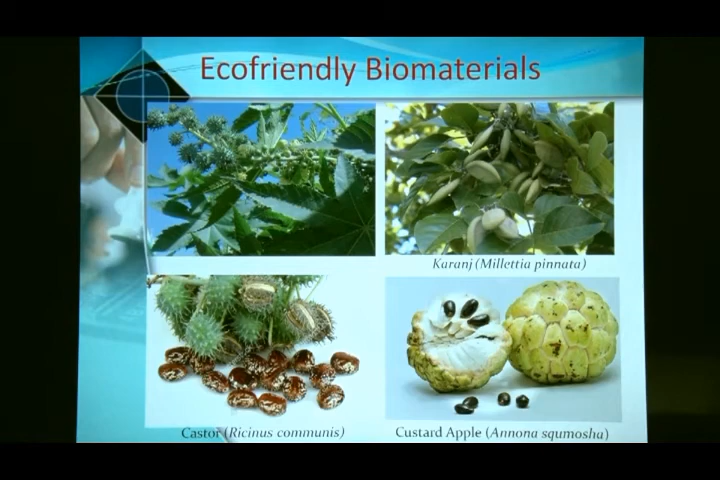 Ecofriendly Biomaterials
Karanj (Millettia pinnata)
Castor (Ricinus communis)
Custard Apple (Annona squmosha)